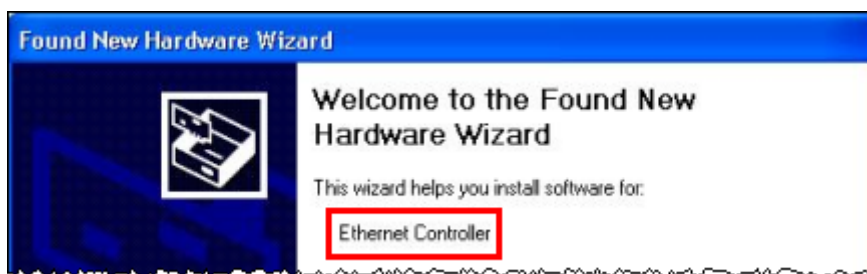 Found New Hardware Wizard
Welcome to the Found New
Hardware Wizard
This wizard helps you install software for:
Ethernet Controller